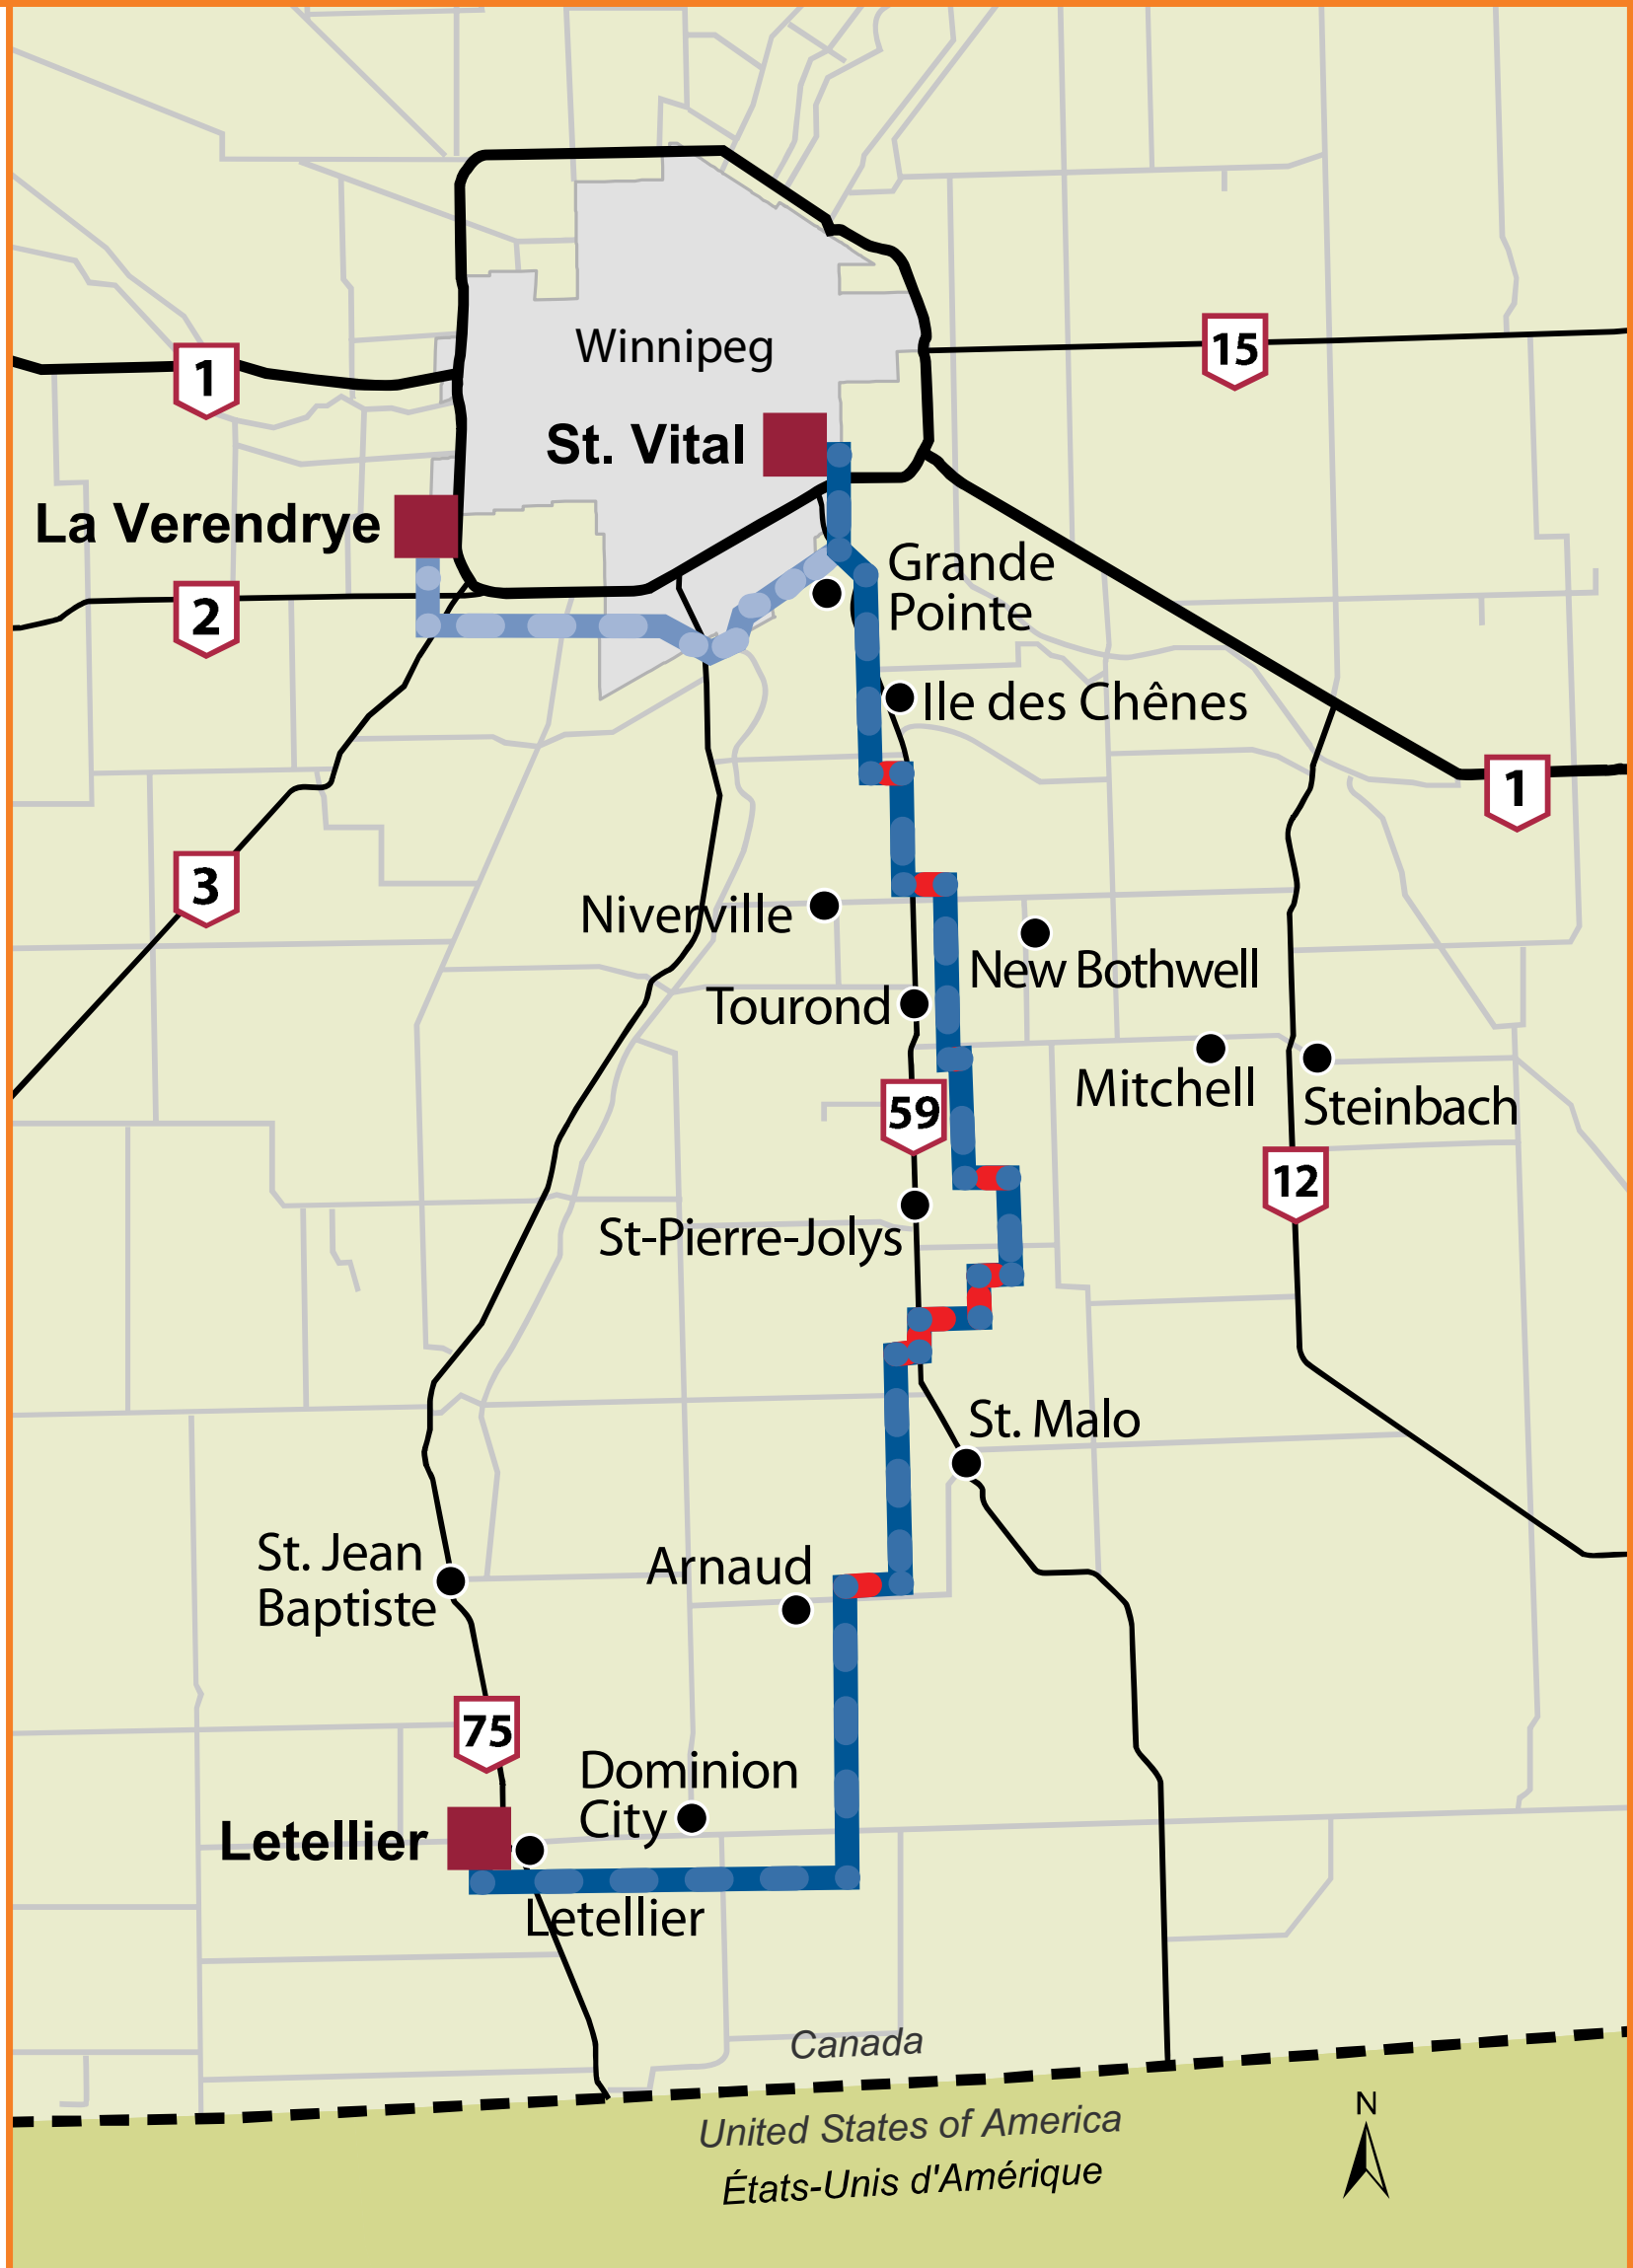 Winnipeg
15
1
St. Vital
La Verendrye
Grande
Pointe
2
Ile des Chênes
1
3
Niverville
New Bothwell
Tourond
Mitchell
Steinbach
59
12
St-Pierre-Jolys
St. Malo
St. Jean
Baptiste
Arnaud
75
Dominion
City
Letellier
Letellier
Canada
United States of America
États-Unis d'Amérique
N